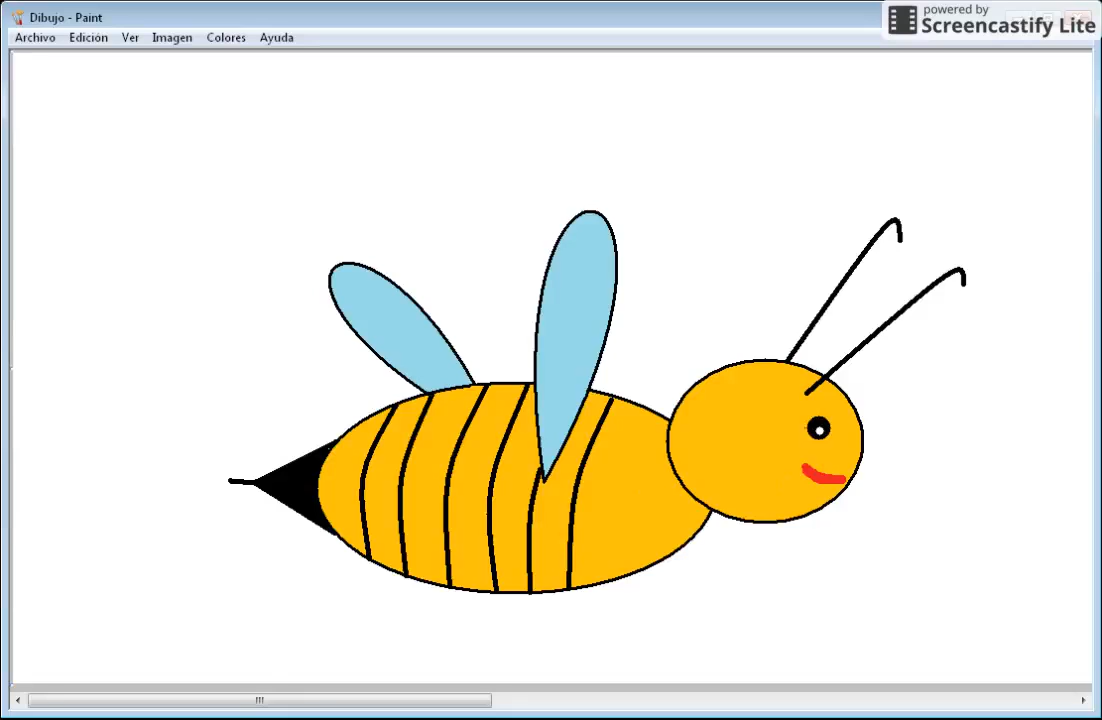 Dibujo - Paint
powered by
Screencastify Lite
Archivo Edición Ver Imagen Colores Ayuda